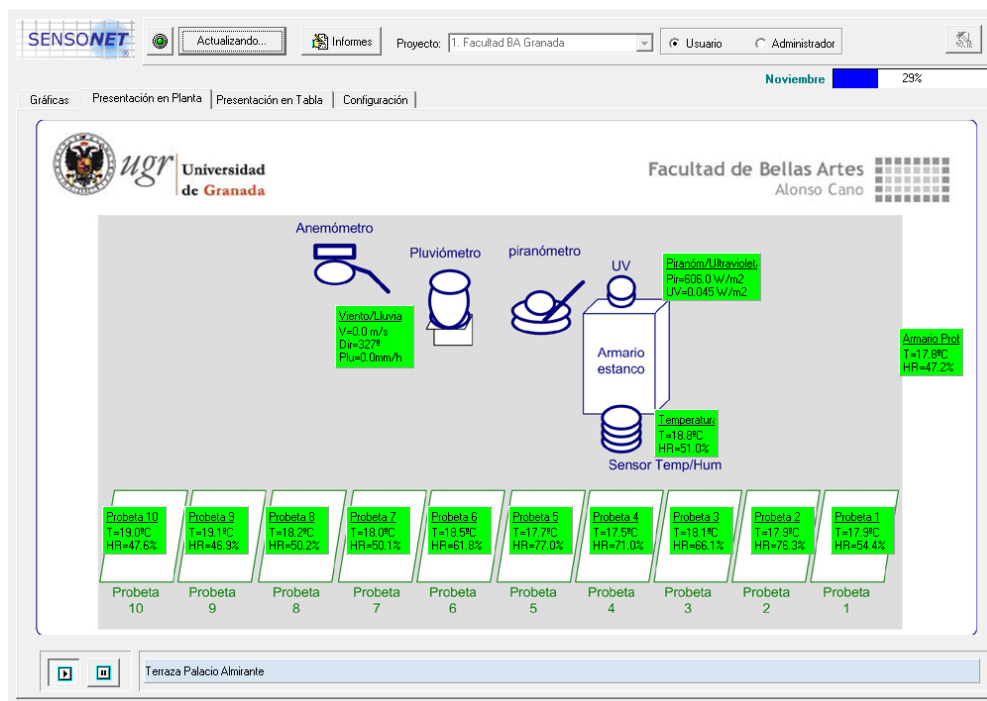 SENSONET
®
Actualizando...
Informes
Proyecto: 1. Facultad BA Granada
Usuario
Administrador
Noviembre 29%
Gráficas
Presentación en Planta
Presentación en Tabla
Configuración
ugr Universidad
de Granada
Facultad de Bellas Artes
Alonso Cano
Anemómetro
Pluviómetro
piranómetro
UV
Piranóm/Ultraviolet
Pir=606.0 W/m2
UV=0.045 W/m2
Viento/Lluvia
V=0.0 m/s
Dir=327º
Plu=0.0mm/h
Armario
estanco
Armario Prot
T=17.8ºC
HR=47.2%
Temperatura
T=18.8ºC
HR=51.0%
Sensor Temp/Hum
Probeta 10
T=19.0ºC
HR=47.6%
Probeta 9
T=19.1ºC
HR=46.9%
Probeta 8
T=18.2ºC
HR=50.2%
Probeta 7
T=18.0ºC
HR=50.1%
Probeta 6
T=18.5ºC
HR=61.8%
Probeta 5
T=17.7ºC
HR=77.0%
Probeta 4
T=17.5ºC
HR=71.0%
Probeta 3
T=18.1ºC
HR=66.1%
Probeta 2
T=17.9ºC
HR=76.3%
Probeta 1
T=17.9ºC
HR=54.4%
Probeta
10
Probeta
9
Probeta
8
Probeta
7
Probeta
6
Probeta
5
Probeta
4
Probeta
3
Probeta
2
Probeta
1
Terraza Palacio Almirante